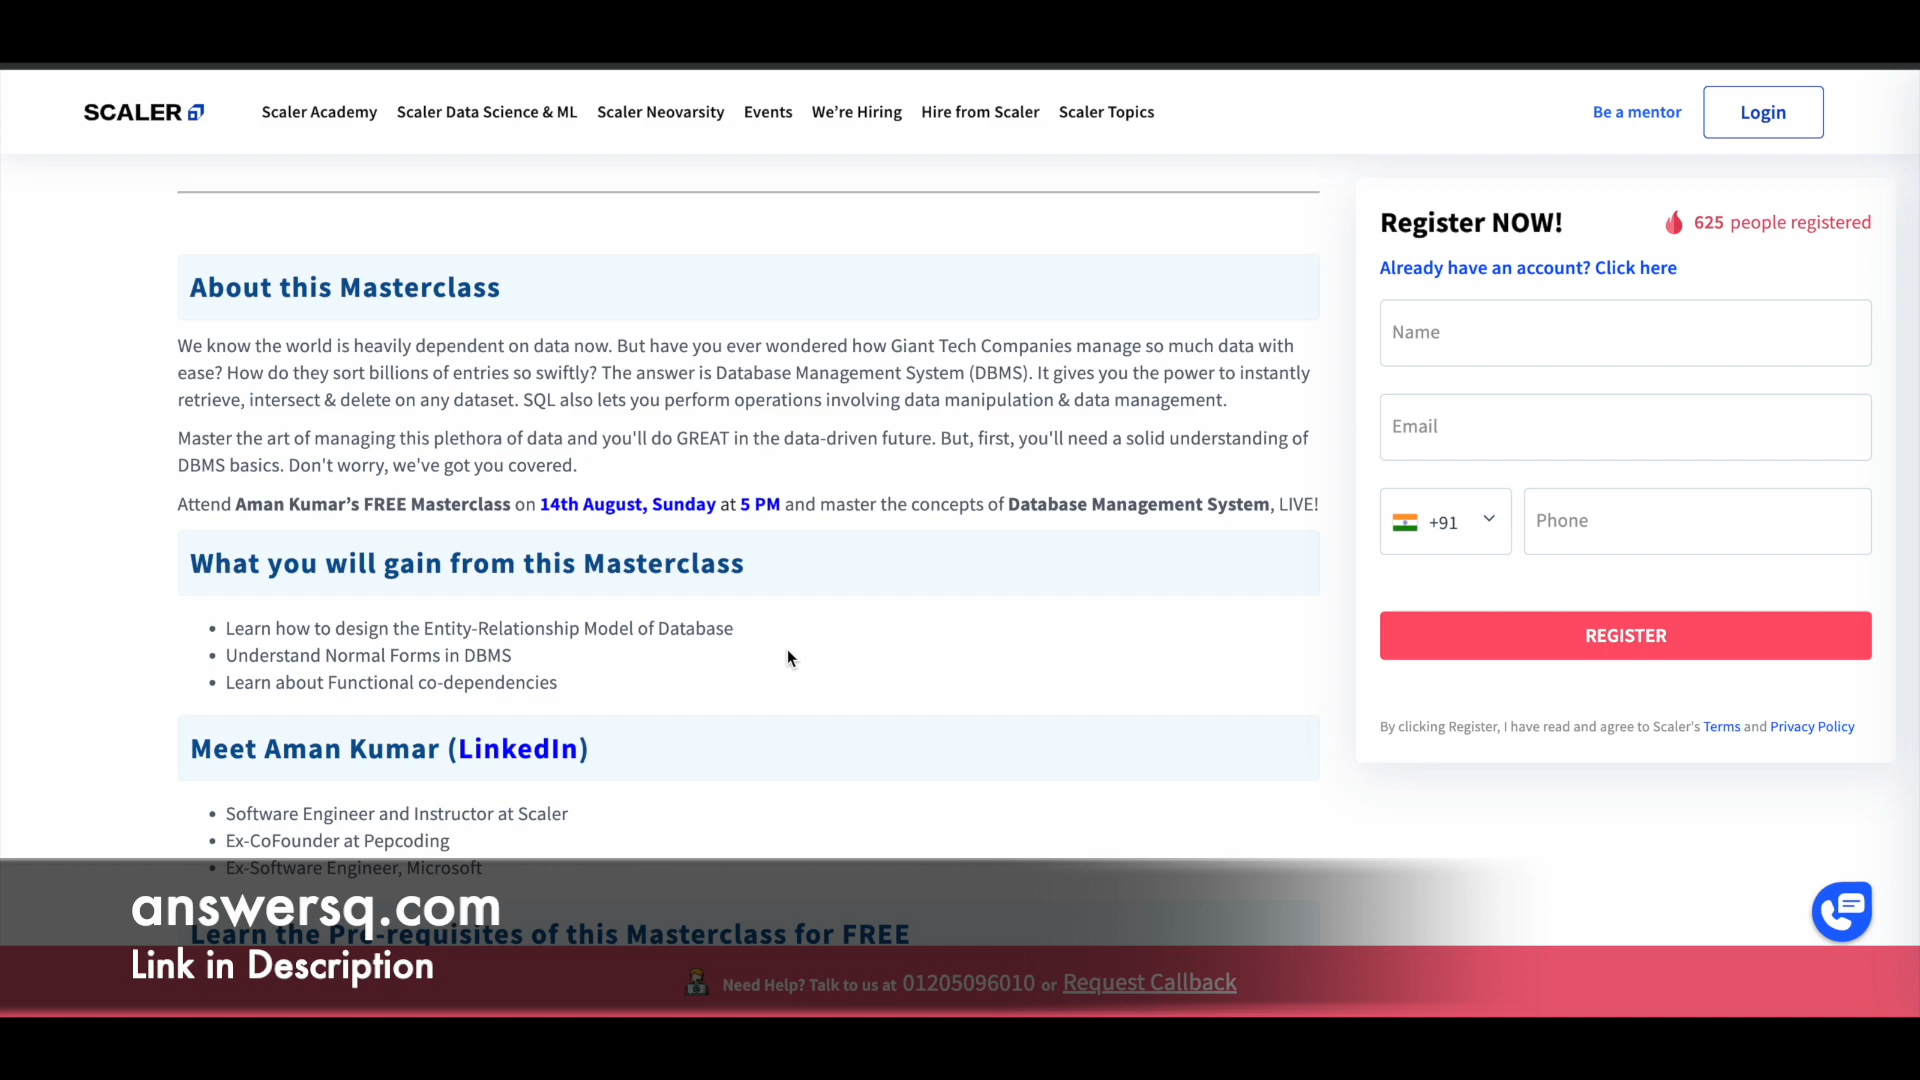 SCALER
Scaler Academy
Scaler Data Science & ML
Scaler Neovarsity
Events
We’re Hiring
Hire from Scaler
Scaler Topics
Be a mentor
Login
About this Masterclass
We know the world is heavily dependent on data now. But have you ever wondered how Giant Tech Companies manage so much data with
ease? How do they sort billions of entries so swiftly? The answer is Database Management System (DBMS). It gives you the power to instantly
retrieve, intersect & delete on any dataset. SQL also lets you perform operations involving data manipulation & data management.
Master the art of managing this plethora of data and you'll do GREAT in the data-driven future. But, first, you'll need a solid understanding of
DBMS basics. Don't worry, we've got you covered.
Attend Aman Kumar’s FREE Masterclass on 14th August, Sunday at 5 PM and master the concepts of Database Management System, LIVE!
What you will gain from this Masterclass
• Learn how to design the Entity-Relationship Model of Database
• Understand Normal Forms in DBMS
• Learn about Functional co-dependencies
Meet Aman Kumar (LinkedIn)
• Software Engineer and Instructor at Scaler
• Ex-CoFounder at Pepcoding
• Ex-Software Engineer, Microsoft
Learn the Pre-requisites of this Masterclass for FREE
Register NOW!
625 people registered
Already have an account? Click here
Name
Email
+91
Phone
REGISTER
By clicking Register, I have read and agree to Scaler's Terms and Privacy Policy
answersq.com
Link in Description
Need Help? Talk to us at 01205096010 or Request Callback